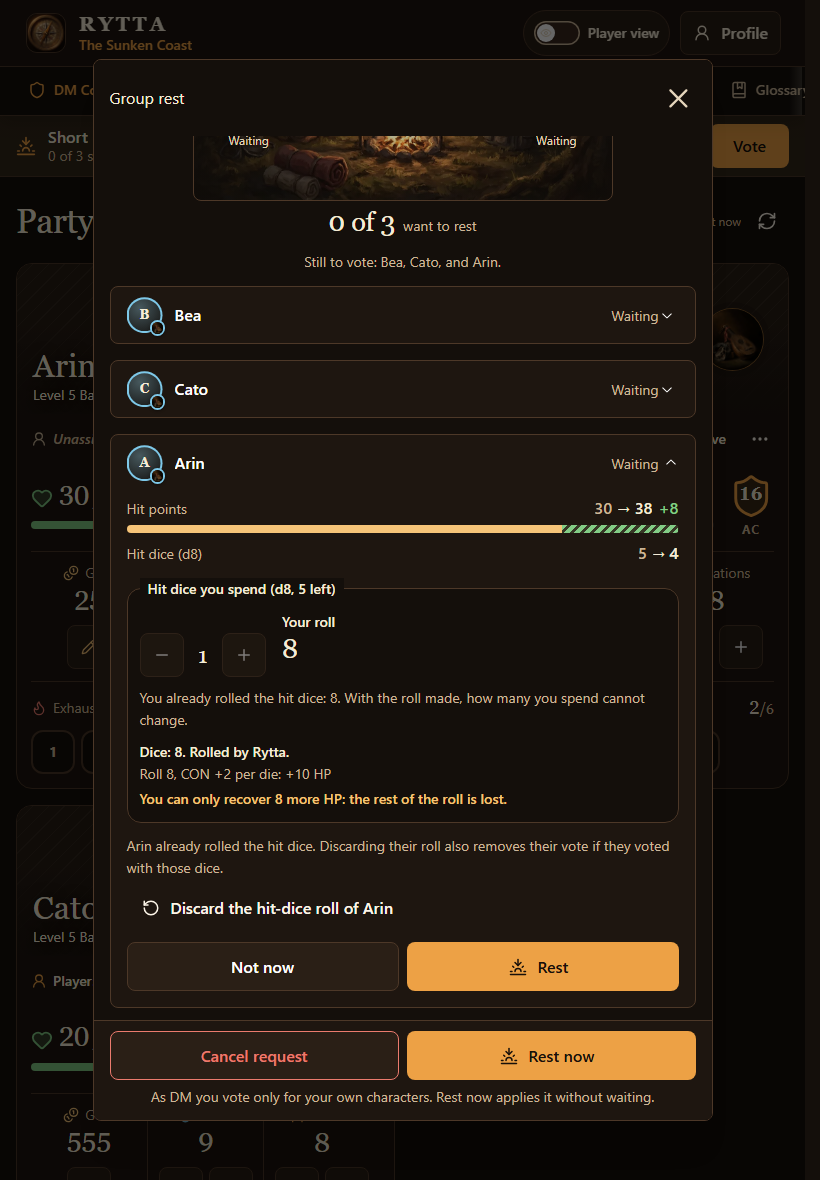 RYTTA
The Sunken Coast
Player view
Profile
DM
Glossary
Short
0 of 3
Vote
Group rest
Waiting
Waiting
0 of 3 want to rest
Still to vote: Bea, Cato, and Arin.
Party
now
B
Bea
Waiting
C
Cato
Waiting
Arin
Level 5
A
Arin
Waiting
Hit points
30 → 38 +8
Hit dice (d8)
5 → 4
30
16
AC
Hit dice you spend (d8, 5 left)
Your roll
− 1 +
8
You already rolled the hit dice: 8. With the roll made, how many you spend cannot
change.
Dice: 8. Rolled by Rytta.
Roll 8, CON +2 per die: +10 HP
You can only recover 8 more HP: the rest of the roll is lost.
+
2/6
1
Arin already rolled the hit dice. Discarding their roll also removes their vote if they voted
with those dice.
Discard the hit-dice roll of Arin
Not now
Rest
Cato
Level 5
Player
20
Cancel request
Rest now
As DM you vote only for your own characters. Rest now applies it without waiting.
555
9
8